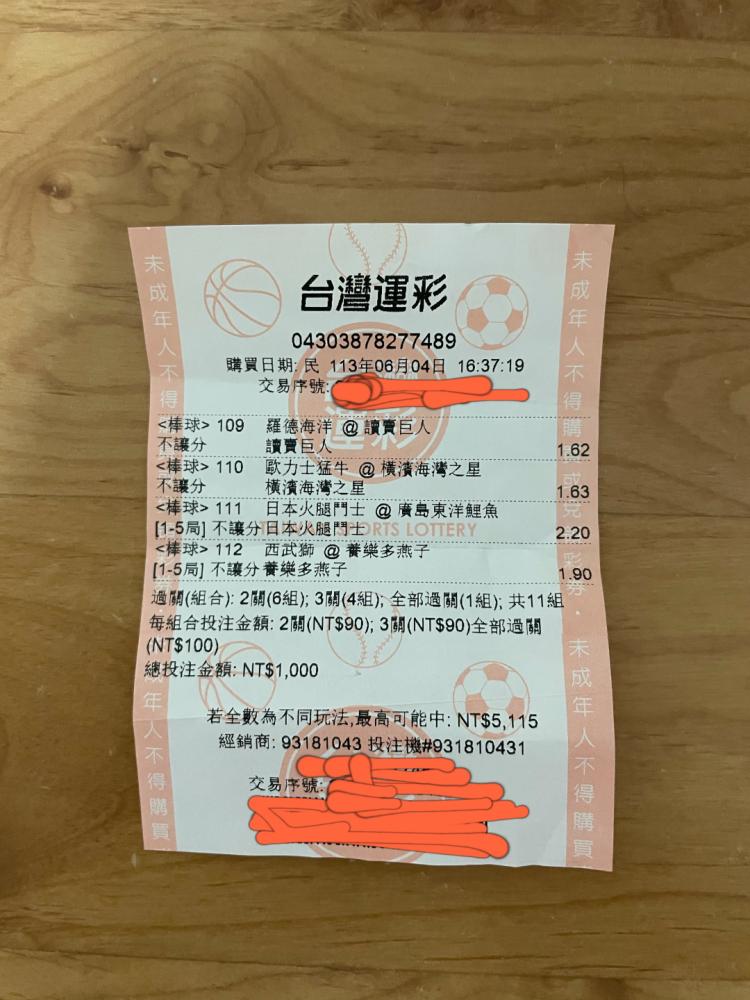 台灣運彩
04303878277489
購買日期: 民 113年06月04日 16:37:19
交易序號:
<棒球> 109 羅德海洋 @ 讀賣巨人
不讓分 讀賣巨人 1.62
<棒球> 110 歐力士猛牛 @ 橫濱海灣之星
不讓分 橫濱海灣之星 1.63
<棒球> 111 日本火腿鬥士 @ 廣島東洋鯉魚
[1-5局] 不讓分 日本火腿鬥士 2.20
<棒球> 112 西武獅 @ 養樂多燕子
[1-5局] 不讓分 養樂多燕子 1.90
過關(組合): 2關(6組); 3關(4組); 全部過關(1組); 共11組
每組合投注金額: 2關(NT$90); 3關(NT$90)全部過關
(NT$100)
總投注金額: NT$1,000
若全數為不同玩法,最高可能中: NT$5,115
經銷商: 93181043 投注機#931810431
交易序號:
未成年人不得購
未成年人不得購買
年人不得購買
SPORTS LOTTERY